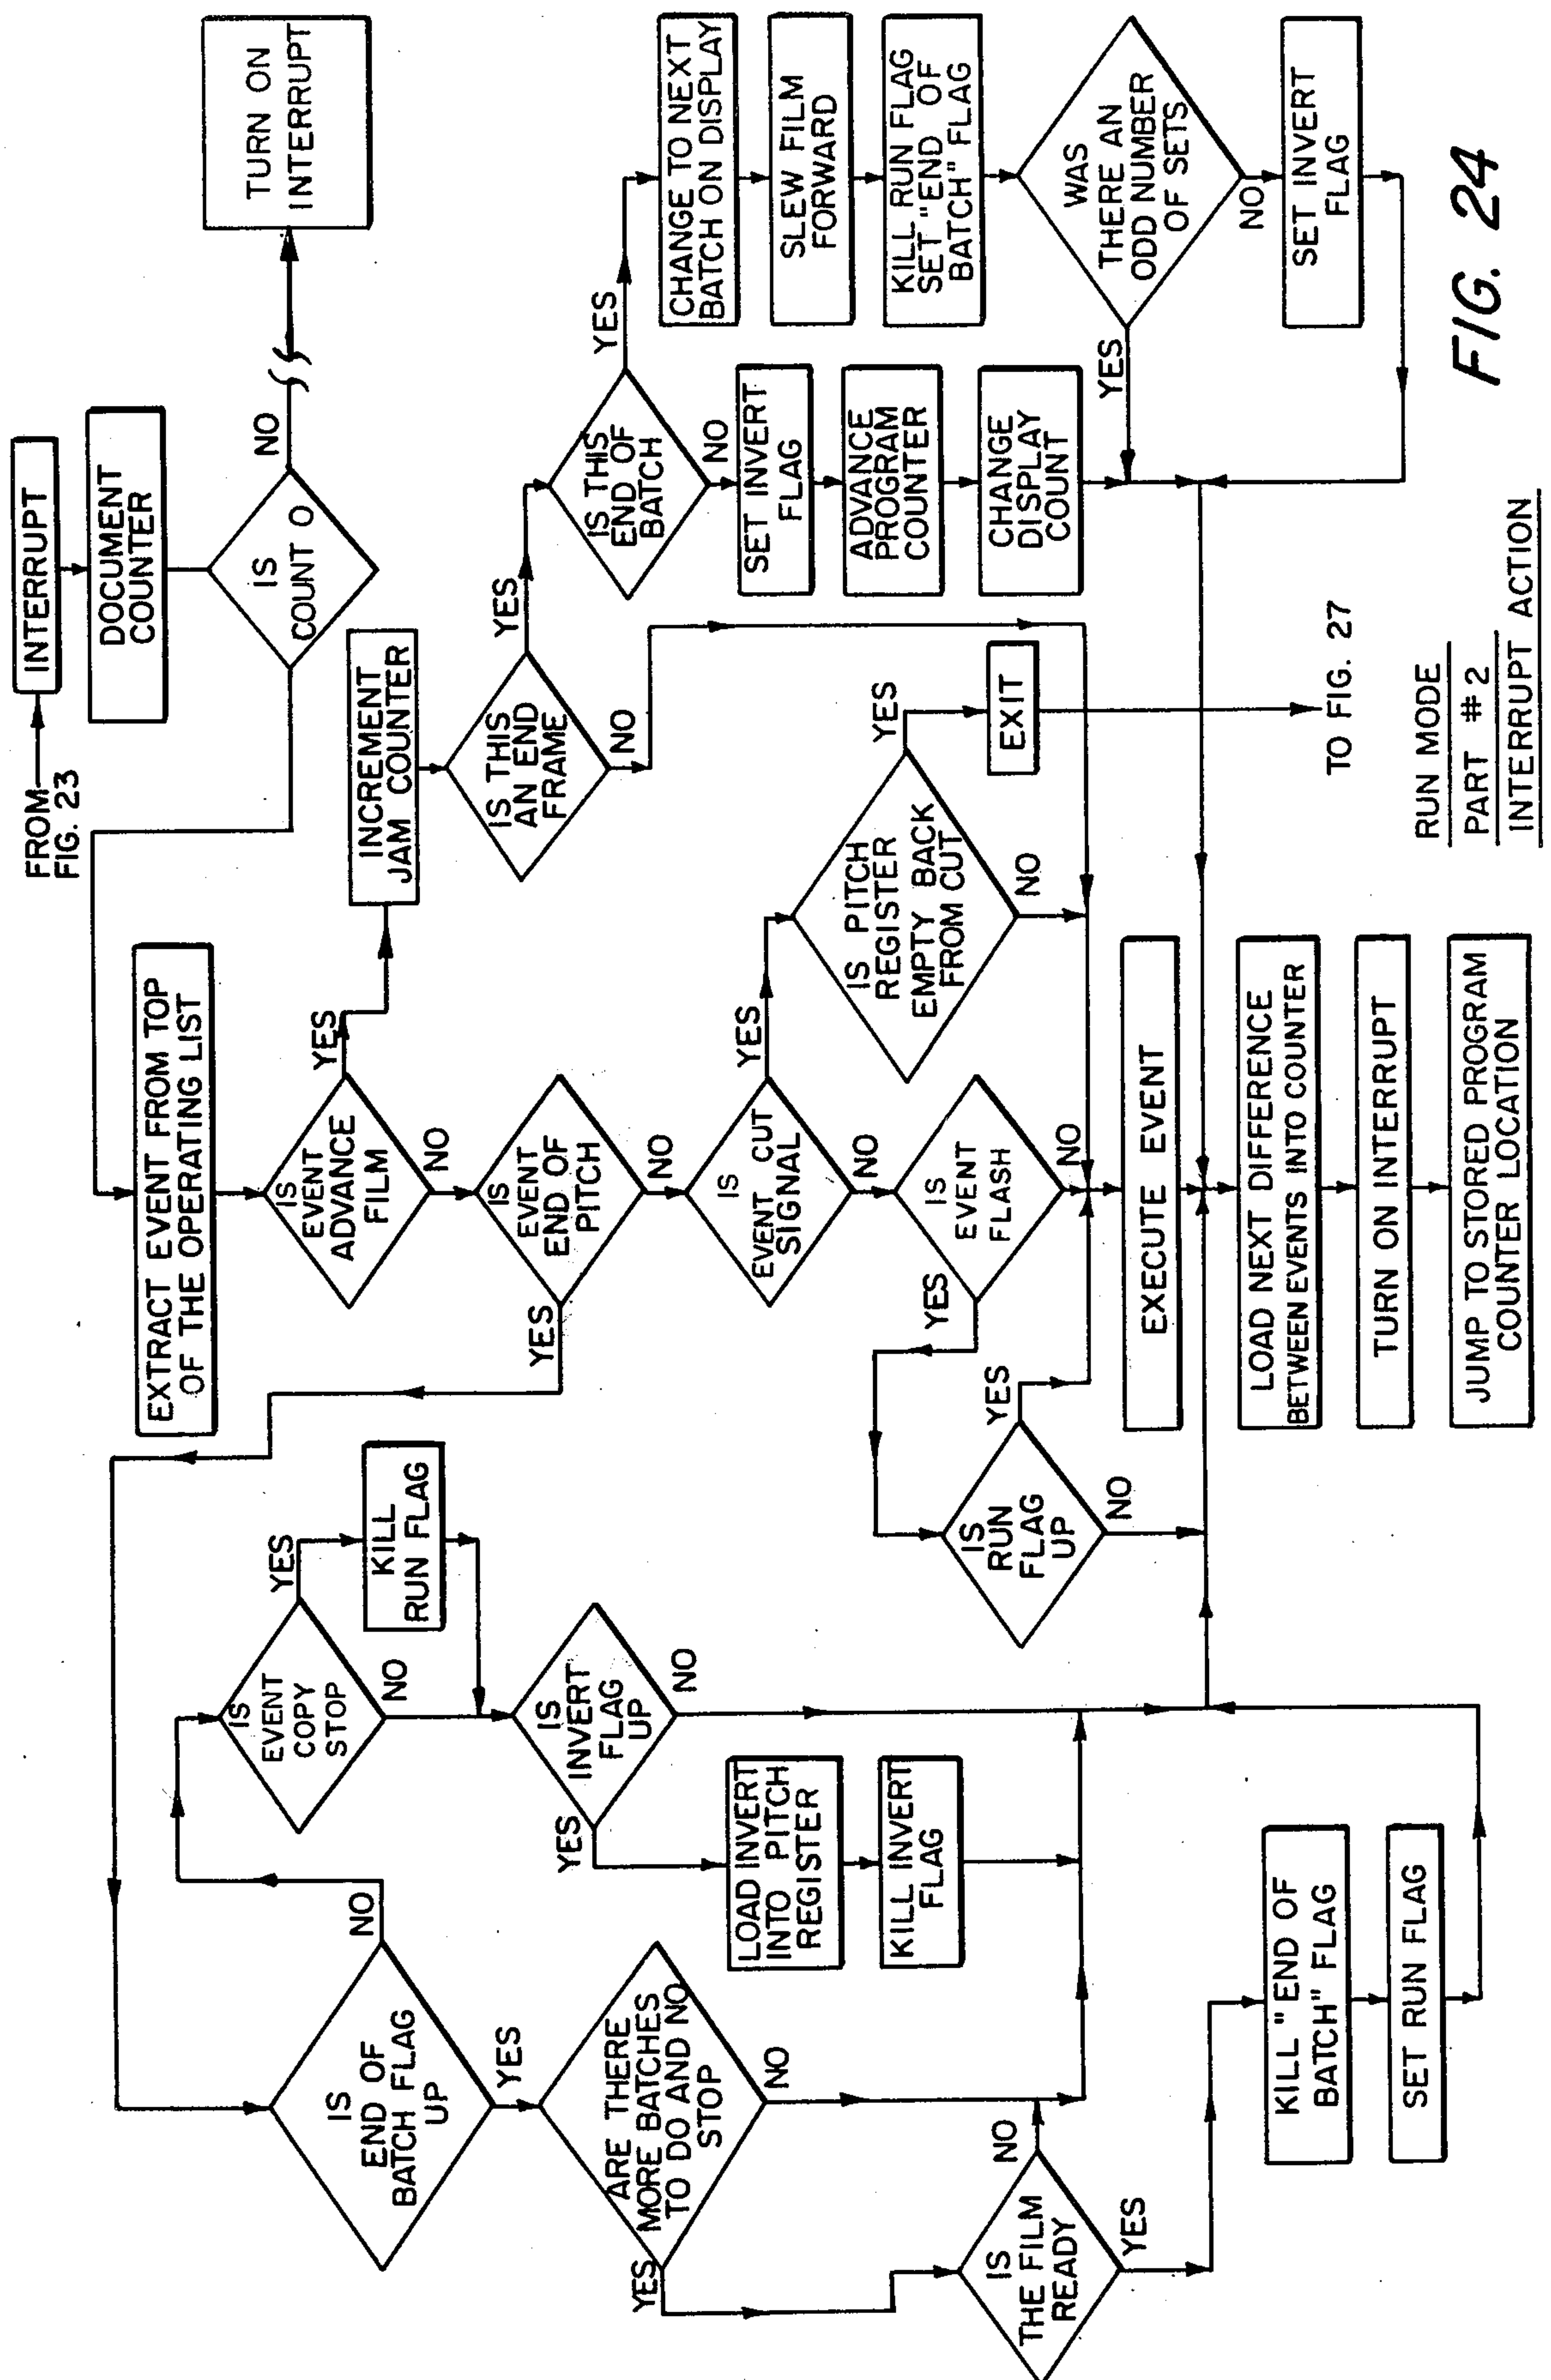 FROM
FIG. 23
INTERRUPT
DOCUMENT
COUNTER
IS
COUNT O
NO
TURN ON
INTERRUPT
EXTRACT EVENT FROM TOP
OF THE OPERATING LIST
IS
EVENT
ADVANCE
FILM
YES
NO
INCREMENT
JAM COUNTER
IS THIS
AN END
FRAME
YES
NO
IS THIS
END OF
BATCH
YES
NO
CHANGE TO NEXT
BATCH ON DISPLAY
SLEW FILM
FORWARD
KILL RUN FLAG
SET "END OF
BATCH" FLAG
WAS
THERE AN
ODD NUMBER
OF SETS
YES
NO
SET INVERT
FLAG
SET INVERT
FLAG
ADVANCE
PROGRAM
COUNTER
CHANGE
DISPLAY
COUNT
IS
EVENT
END OF
PITCH
YES
NO
IS
EVENT CUT
SIGNAL
YES
NO
IS PITCH
REGISTER
EMPTY BACK
FROM CUT
YES
NO
EXIT
TO FIG. 27
IS
EVENT
FLASH
YES
NO
IS
RUN
FLAG
UP
YES
NO
EXECUTE EVENT
LOAD NEXT DIFFERENCE
BETWEEN EVENTS INTO COUNTER
TURN ON INTERRUPT
JUMP TO STORED PROGRAM
COUNTER LOCATION
IS
END OF
BATCH FLAG
UP
NO
YES
IS
EVENT
COPY
STOP
YES
NO
KILL
RUN FLAG
IS
INVERT
FLAG
UP
YES
NO
LOAD INVERT
INTO PITCH
REGISTER
KILL INVERT
FLAG
ARE THERE
MORE BATCHES
TO DO AND NO
STOP
YES
NO
IS
THE FILM
READY
NO
YES
KILL "END OF
BATCH" FLAG
SET RUN FLAG
RUN MODE
PART #2
INTERRUPT ACTION
FIG. 24